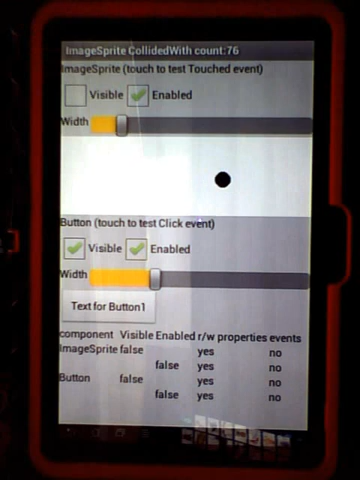 ImageSprite CollidedWith count:76
ImageSprite (touch to test Touched event)
Visible Enabled
Width
Button (touch to test Click event)
Visible Enabled
Width
Text for Button1
component Visible Enabled r/w properties events
ImageSprite false yes no
false yes no
Button false yes no
false yes no